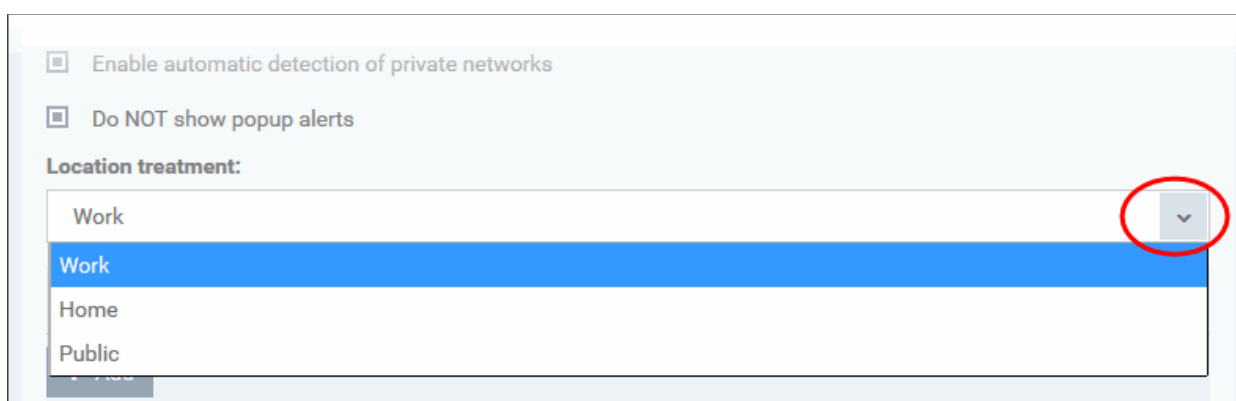 Enable automatic detection of private networks
Do NOT show popup alerts
Location treatment:
Work
Work
Home
Public